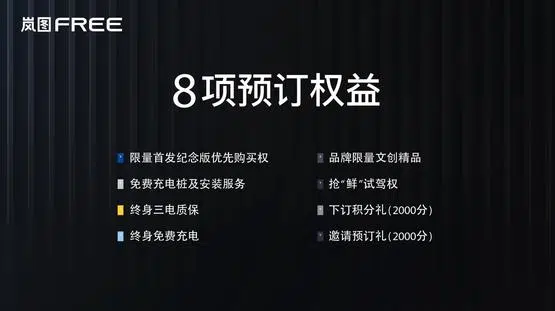 岚图FREE
8项预订权益
限量首发纪念版优先购买权
免费充电桩及安装服务
终身三电质保
终身免费充电
品牌限量文创精品
抢“鲜”试驾权
下订积分礼(2000分)
邀请预订礼(2000分)